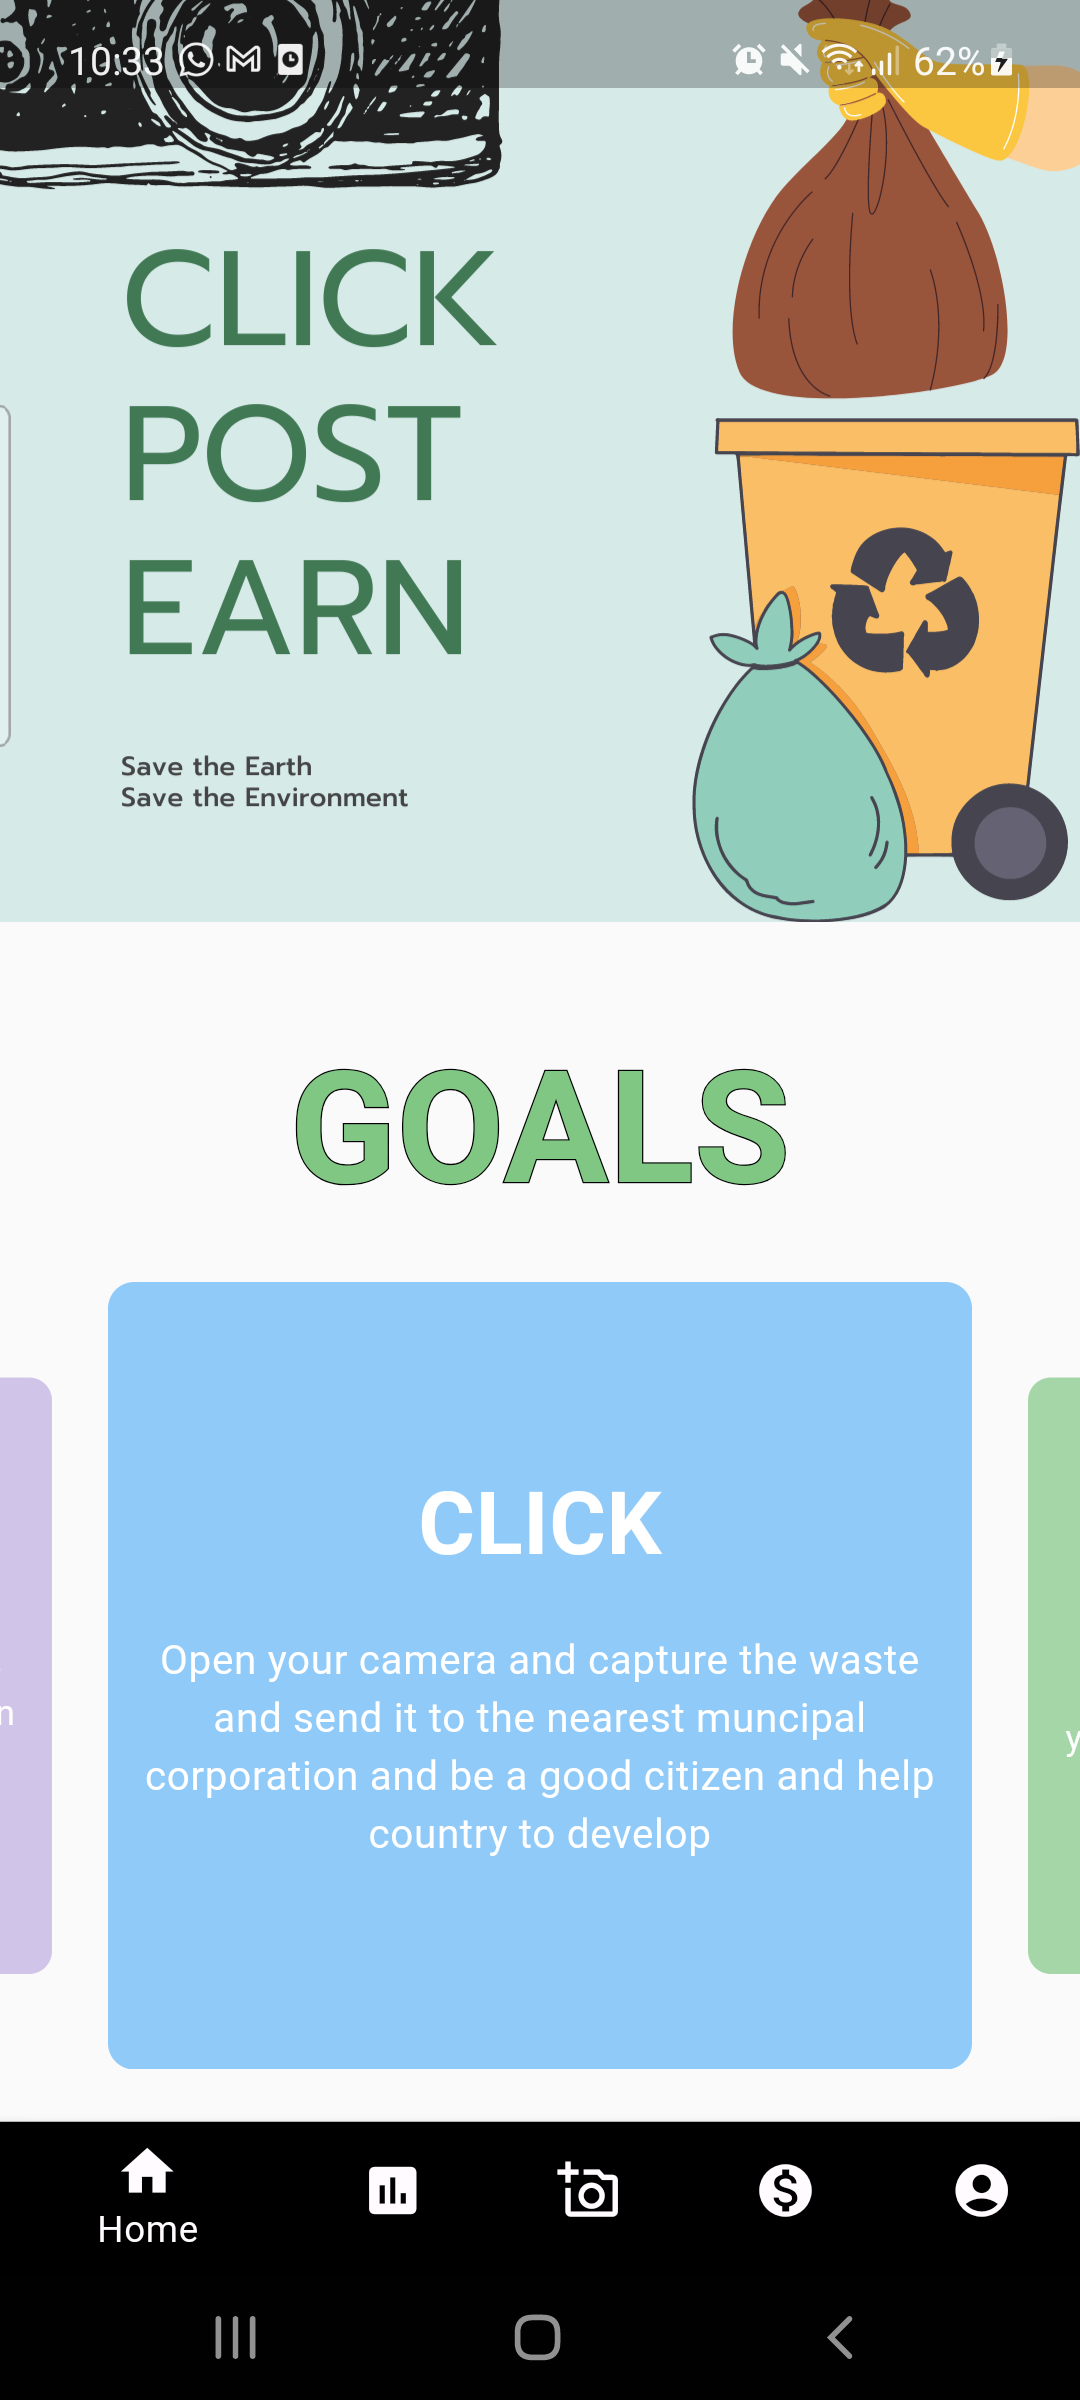 10:33
62%
CLICK
POST
EARN
Save the Earth
Save the Environment
GOALS
CLICK
Open your camera and capture the waste
and send it to the nearest muncipal
corporation and be a good citizen and help
country to develop
n
y
Home